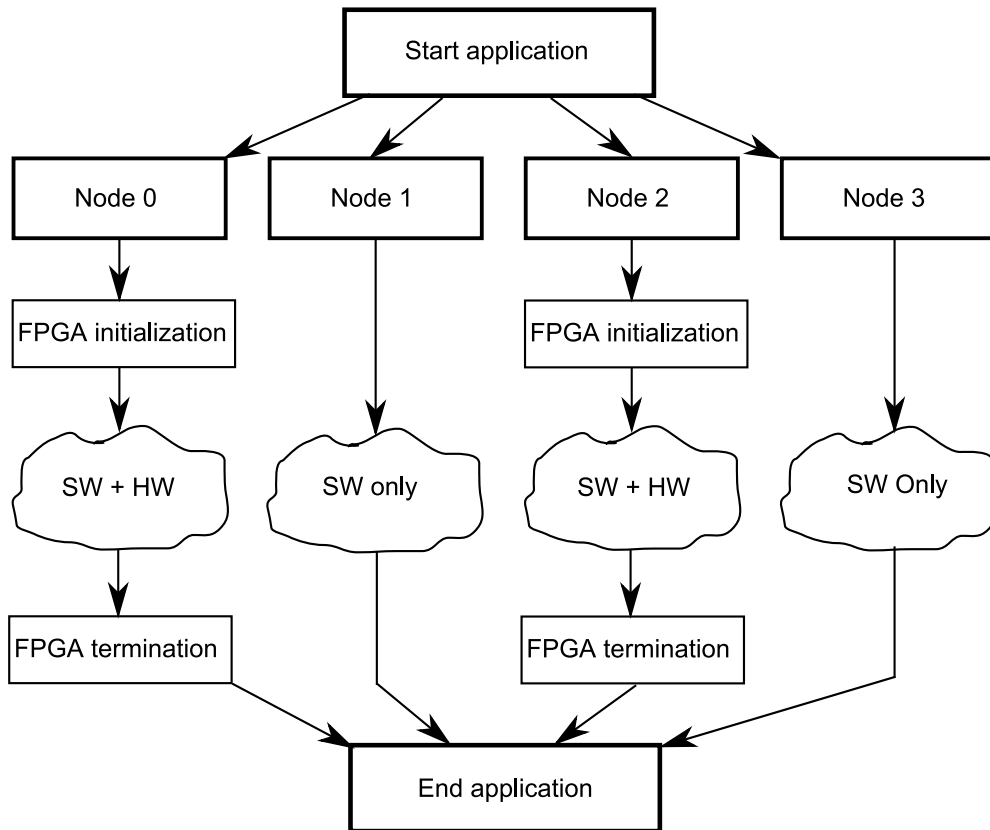 Start application
Node 0
Node 1
Node 2
Node 3
FPGA initialization
FPGA initialization
SW + HW
SW only
SW + HW
SW Only
FPGA termination
FPGA termination
End application